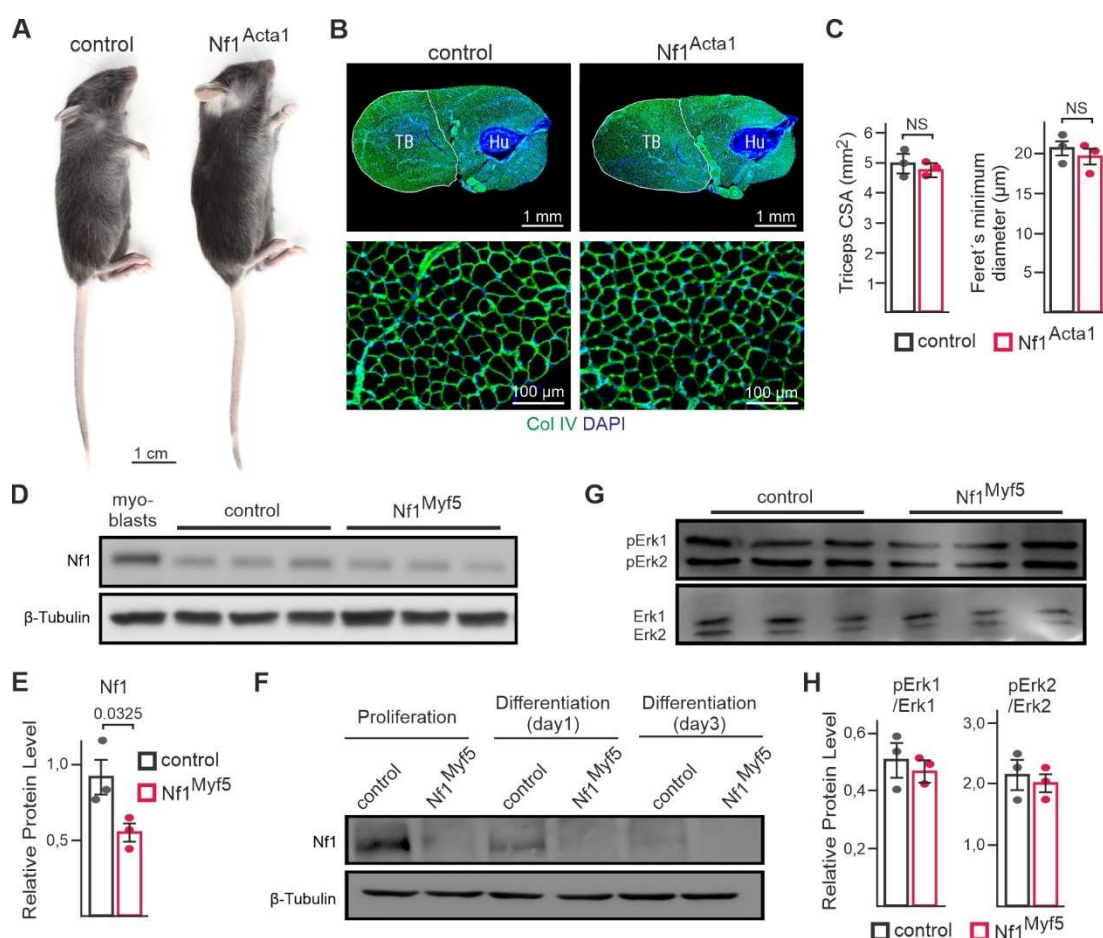 A
control
Nf1Acta1
1 cm
B
control
Nf1Acta1
TB
Hu
1 mm
TB
Hu
1 mm
100 µm
100 µm
Col IV DAPI
C
NS
Triceps CSA (mm²)
6
5
4
3
2
1
NS
Feret´s minimum
diameter (µm)
20
15
10
5
control
Nf1Acta1
D
myo-
blasts
control
Nf1Myf5
Nf1
β-Tubulin
E
Nf1
0.0325
Relative Protein Level
1,0
0,5
control
Nf1Myf5
F
Proliferation
Differentiation
(day1)
Differentiation
(day3)
control
Nf1Myf5
control
Nf1Myf5
control
Nf1Myf5
Nf1
β-Tubulin
G
control
Nf1Myf5
pErk1
pErk2
Erk1
Erk2
H
pErk1
/Erk1
Relative Protein Level
0,6
0,4
0,2
pErk2
/Erk2
3,0
2,0
1,0
control
Nf1Myf5